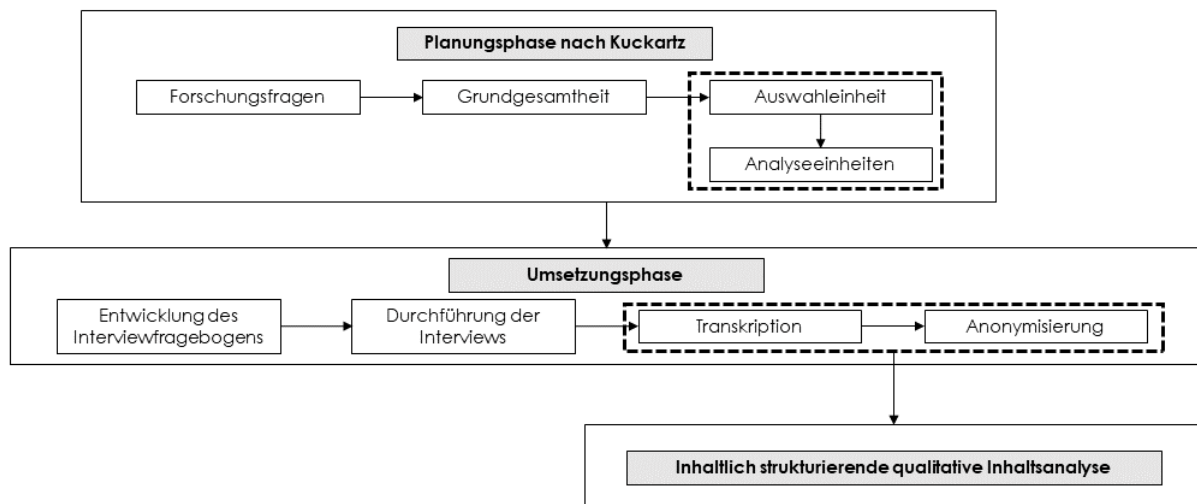 Planungsphase nach Kuckartz
Forschungsfragen
Grundgesamtheit
Auswahleinheit
Analyseeinheiten
Umsetzungsphase
Entwicklung des
Interviewfragebogens
Durchführung der
Interviews
Transkription
Anonymisierung
Inhaltlich strukturierende qualitative Inhaltsanalyse